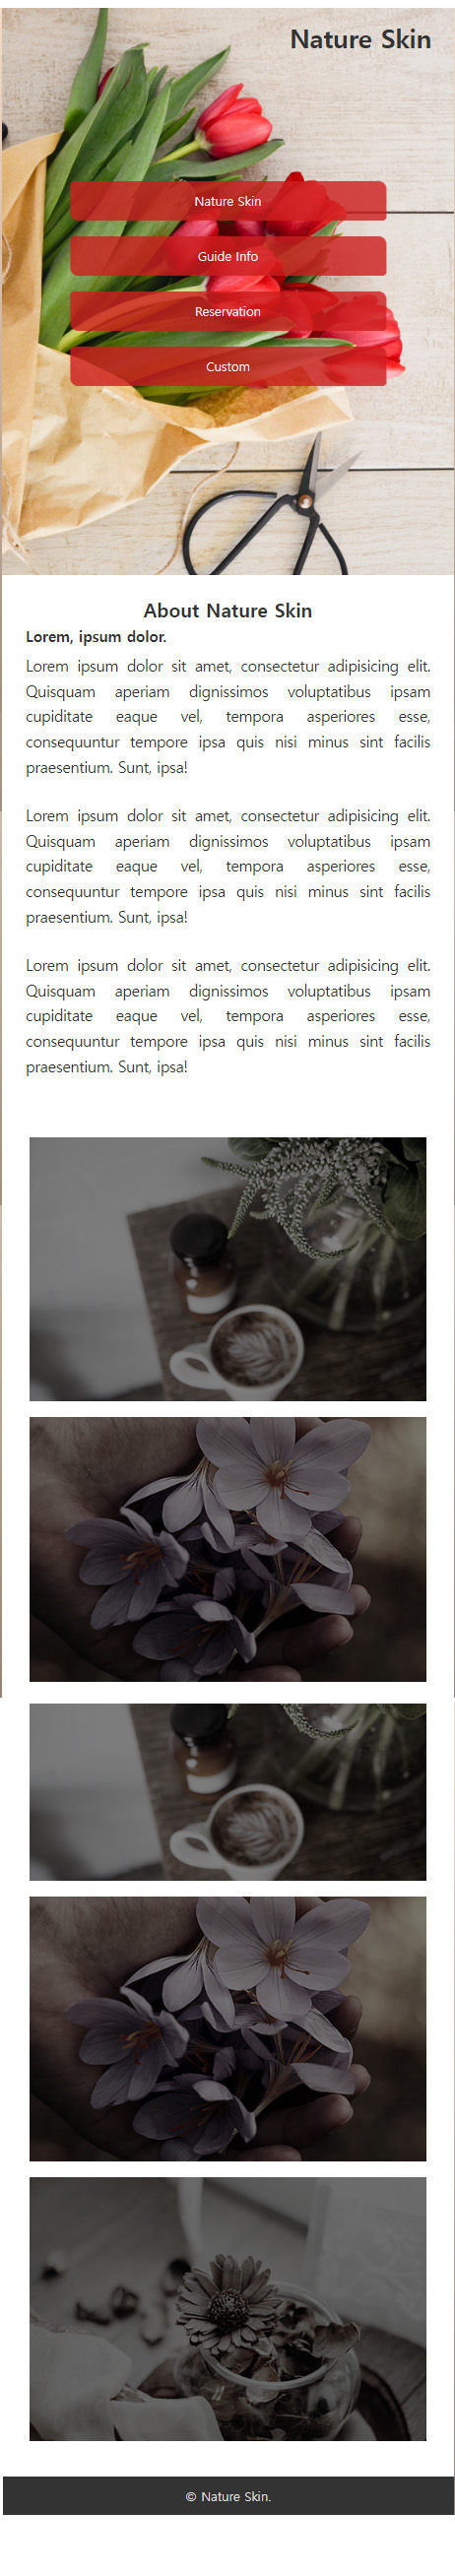 Nature Skin
Nature Skin
Guide Info
Reservation
Custom
About Nature Skin
Lorem, ipsum dolor.
Lorem ipsum dolor sit amet, consectetur adipisicing elit.
Quisquam aperiam dignissimos voluptatibus ipsam
cupiditate eaque vel, tempora asperiores esse,
consequuntur tempore ipsa quis nisi minus sint facilis
praesentium. Sunt, ipsa!
Lorem ipsum dolor sit amet, consectetur adipisicing elit.
Quisquam aperiam dignissimos voluptatibus ipsam
cupiditate eaque vel, tempora asperiores esse,
consequuntur tempore ipsa quis nisi minus sint facilis
praesentium. Sunt, ipsa!
Lorem ipsum dolor sit amet, consectetur adipisicing elit.
Quisquam aperiam dignissimos voluptatibus ipsam
cupiditate eaque vel, tempora asperiores esse,
consequuntur tempore ipsa quis nisi minus sint facilis
praesentium. Sunt, ipsa!
© Nature Skin.